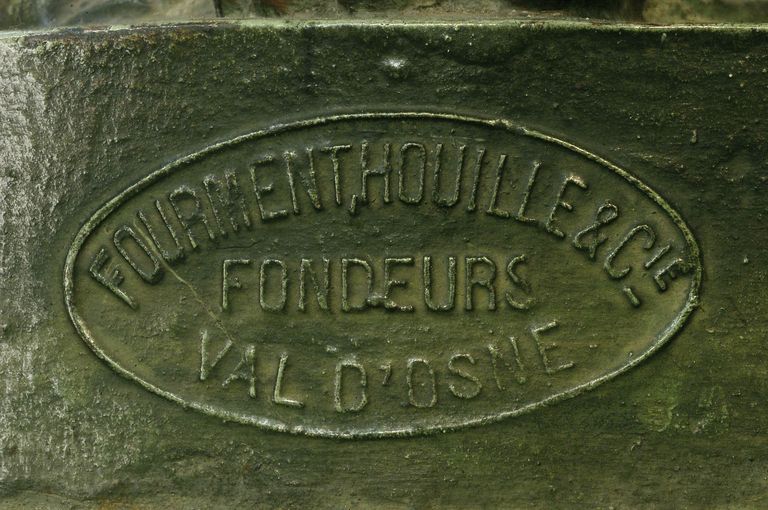 FOURMENT,HOUILLE & CIE
FONDEURS
VAL D'OSNE